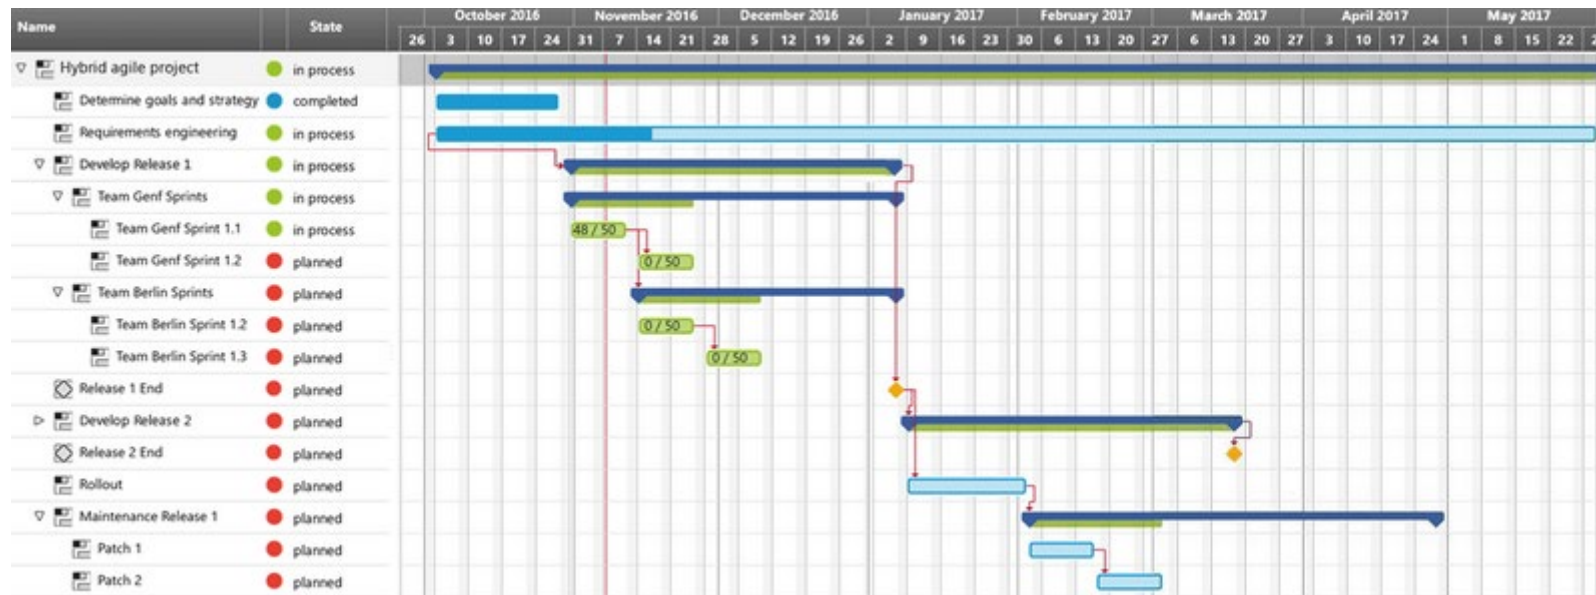 Name State October 2016 November 2016 December 2016 January 2017 February 2017 March 2017 April 2017 May 2017
26 3 10 17 24 31 7 14 21 28 5 12 19 26 2 9 16 23 30 6 13 20 27 6 13 20 27 3 10 17 24 1 8 15 22
Hybrid agile project in process
Determine goals and strategy completed
Requirements engineering in process
Develop Release 1 in process
Team Genf Sprints in process
Team Genf Sprint 1.1 in process 48 / 50
Team Genf Sprint 1.2 planned 0 / 50
Team Berlin Sprints planned
Team Berlin Sprint 1.2 planned 0 / 50
Team Berlin Sprint 1.3 planned 0 / 50
Release 1 End planned
Develop Release 2 planned
Release 2 End planned
Rollout planned
Maintenance Release 1 planned
Patch 1 planned
Patch 2 planned